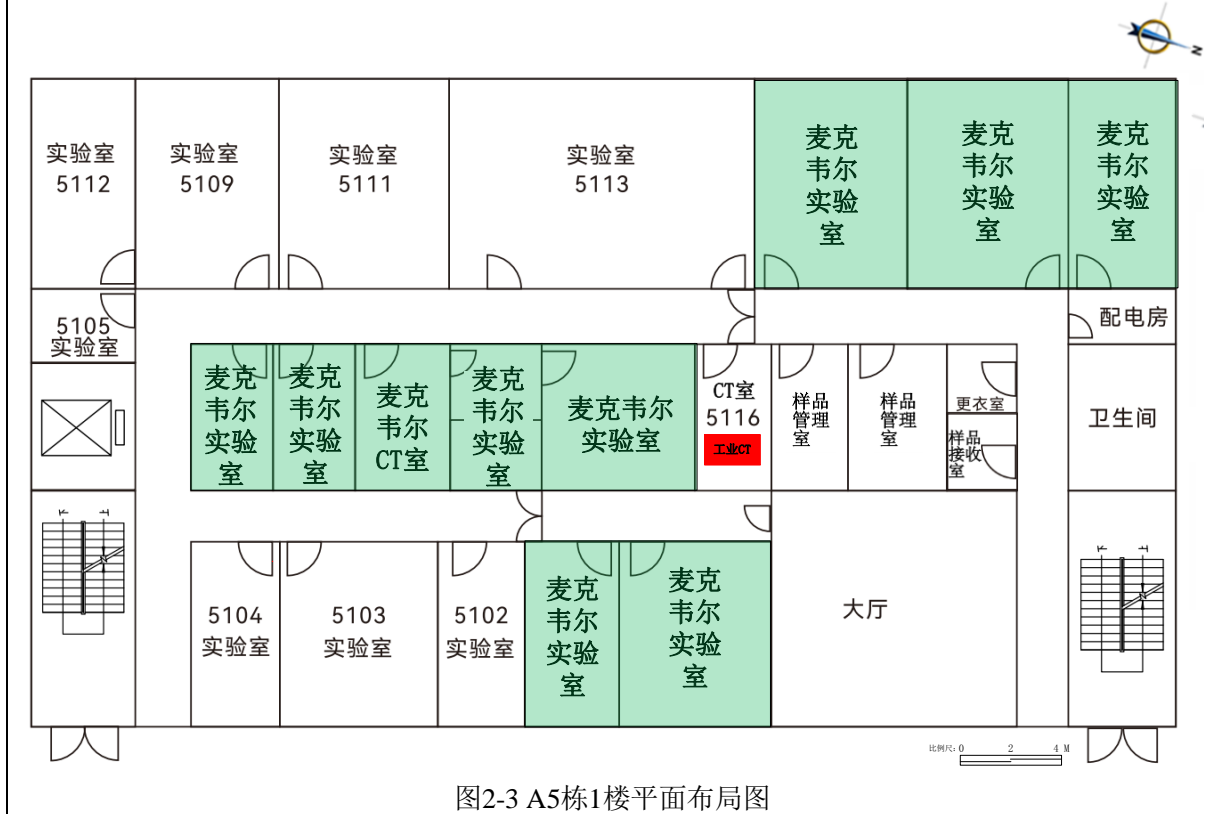 N
实验室
5112
实验室
5109
实验室
5111
实验室
5113
麦克
韦尔
实验
室
麦克
韦尔
实验
室
麦克
韦尔
实验
室
5105
实验室
配电房
麦克
韦尔
实验
室
麦克
韦尔
实验
室
麦克
韦尔
CT室
麦克
韦尔
实验
室
麦克韦尔
实验室
CT室
5116
工业CT
样品
管理
室
样品
管理
室
更衣室
样品
接收
室
卫生间
下
上
5104
实验室
5103
实验室
5102
实验室
麦克
韦尔
实验
室
麦克
韦尔
实验
室
大厅
下
上
比例尺: 0 2 4 M
图2-3 A5栋1楼平面布局图